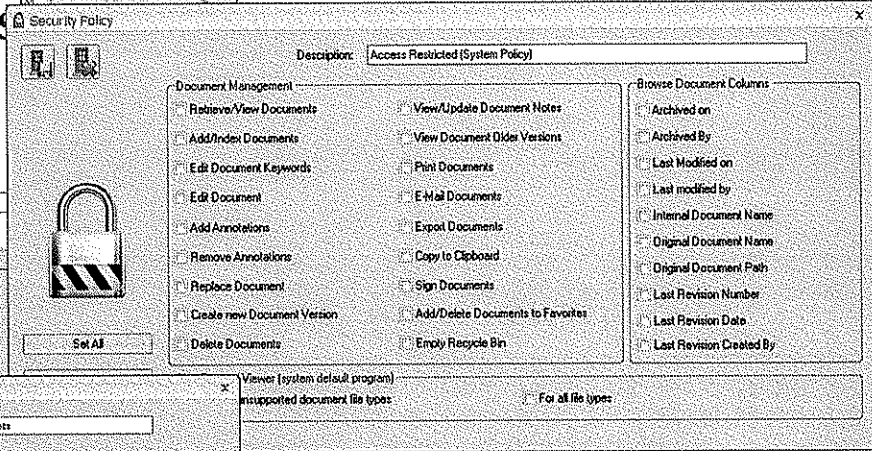 Security Policy
Description: Access Restricted (System Policy)
Document Management
Retrieve/View Documents
Add/Index Documents
Edit Document Keywords
Edit Document
Add Annotations
Remove Annotations
Replace Document
Create new Document Version
Delete Documents
View/Update Document Notes
View Document Older Versions
Print Documents
E-Mail Documents
Export Documents
Copy to Clipboard
Sign Documents
Add/Delete Documents to Favorites
Empty Recycle Bin
Browse Document Columns
Archived on
Archived By
Last Modified on
Last modified by
Internal Document Name
Original Document Name
Original Document Path
Last Revision Number
Last Revision Date
Last Revision Created By
Set All
Viewer (system default program)
nsupported document file types
For all file types